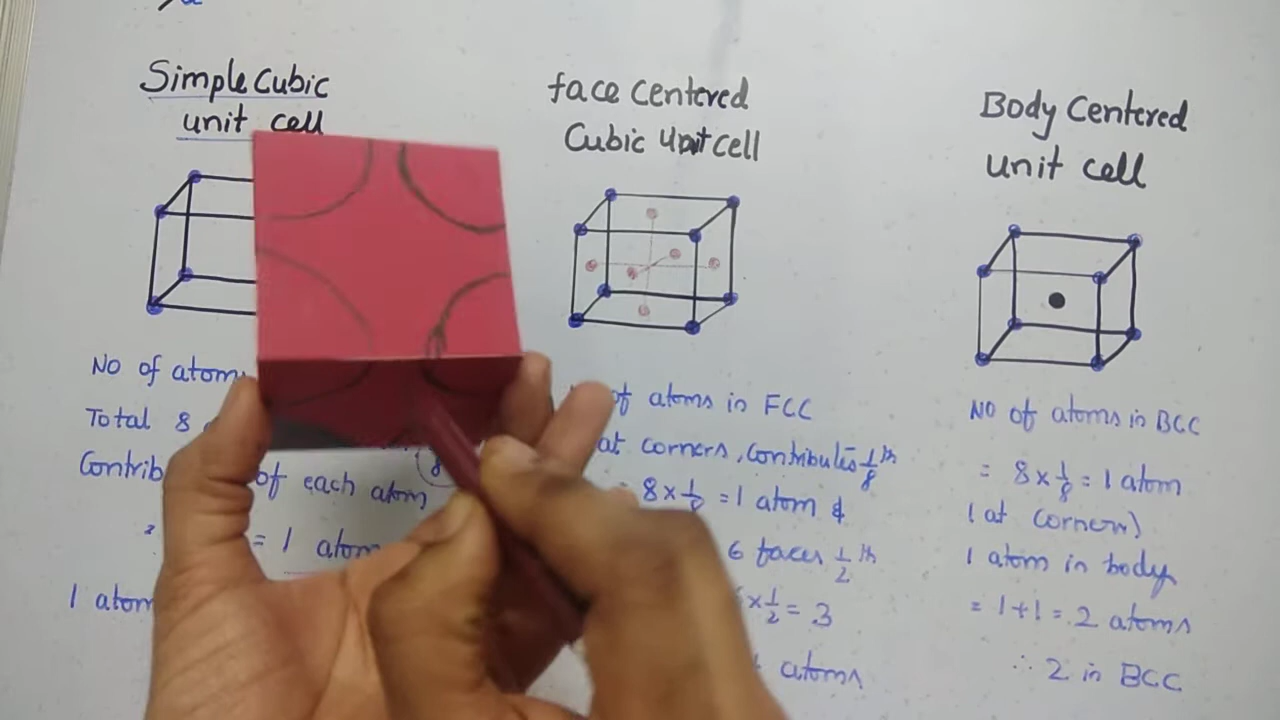 Simple Cubic
unit cell
No of atom
Total 8
Contrib of each atom
= 1 atom
1 atom
face Centered
Cubic unit cell
of atoms in FCC
at corners, Contributes 1/8 th
8 × 1/8 = 1 atom &
6 faces 1/2 th
× 1/2 = 3
atoms
Body Centered
unit cell
No of atoms in BCC
= 8 × 1/8 = 1 atom
(at corners)
1 atom in body
= 1+1 = 2 atoms
∴ 2 in BCC